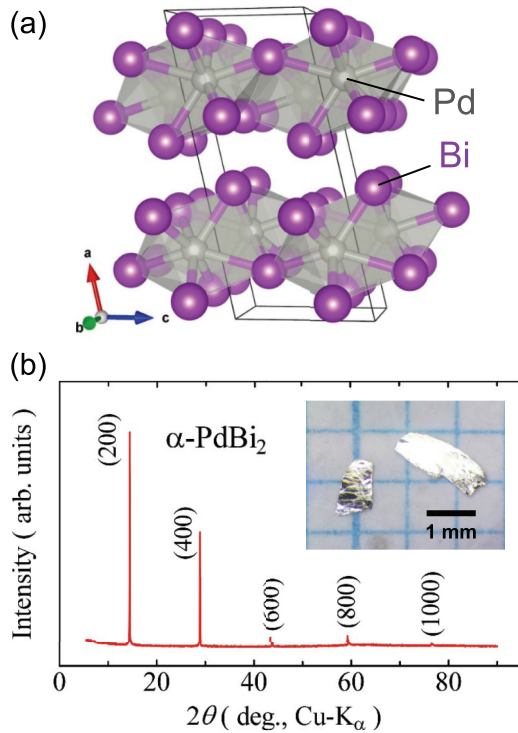 (a)
Pd
Bi
a
b
c
(b)
Intensity ( arb. units)
α-PdBi₂
(200)
(400)
(600)
(800)
(1000)
1 mm
0
20
40
60
80
2θ ( deg., Cu-Kα)